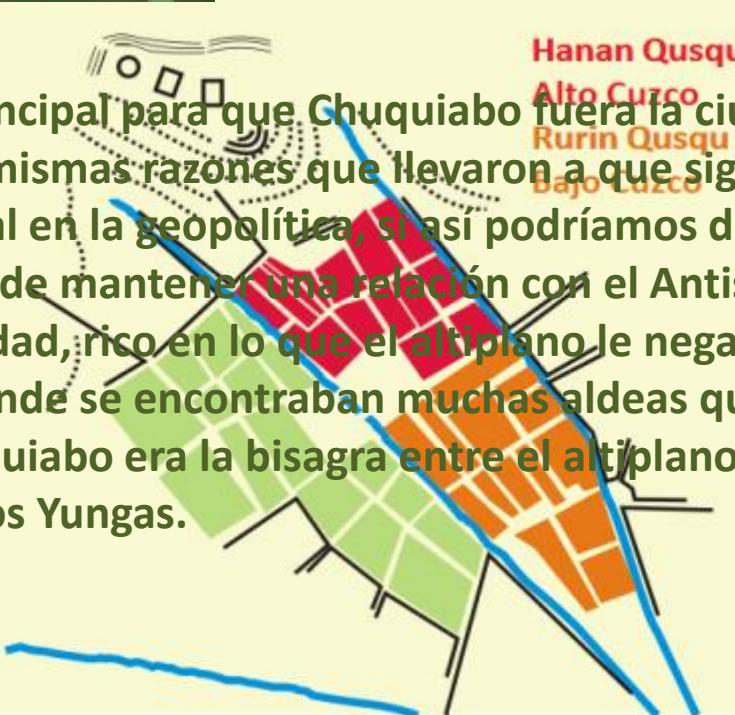 Hanan Qusqu
Alto Cuzco
Rurin Qusqu
Bajo Cuzco
ncipal para que Chuquiabo fuera la ciu
mismas razones que llevaron a que sig
al en la geopolítica, si así podríamos d
de mantener una relación con el Antis
dad, rico en lo que el altiplano le nega
nde se encontraban muchas aldeas qu
uiabo era la bisagra entre el altiplano
os Yungas.